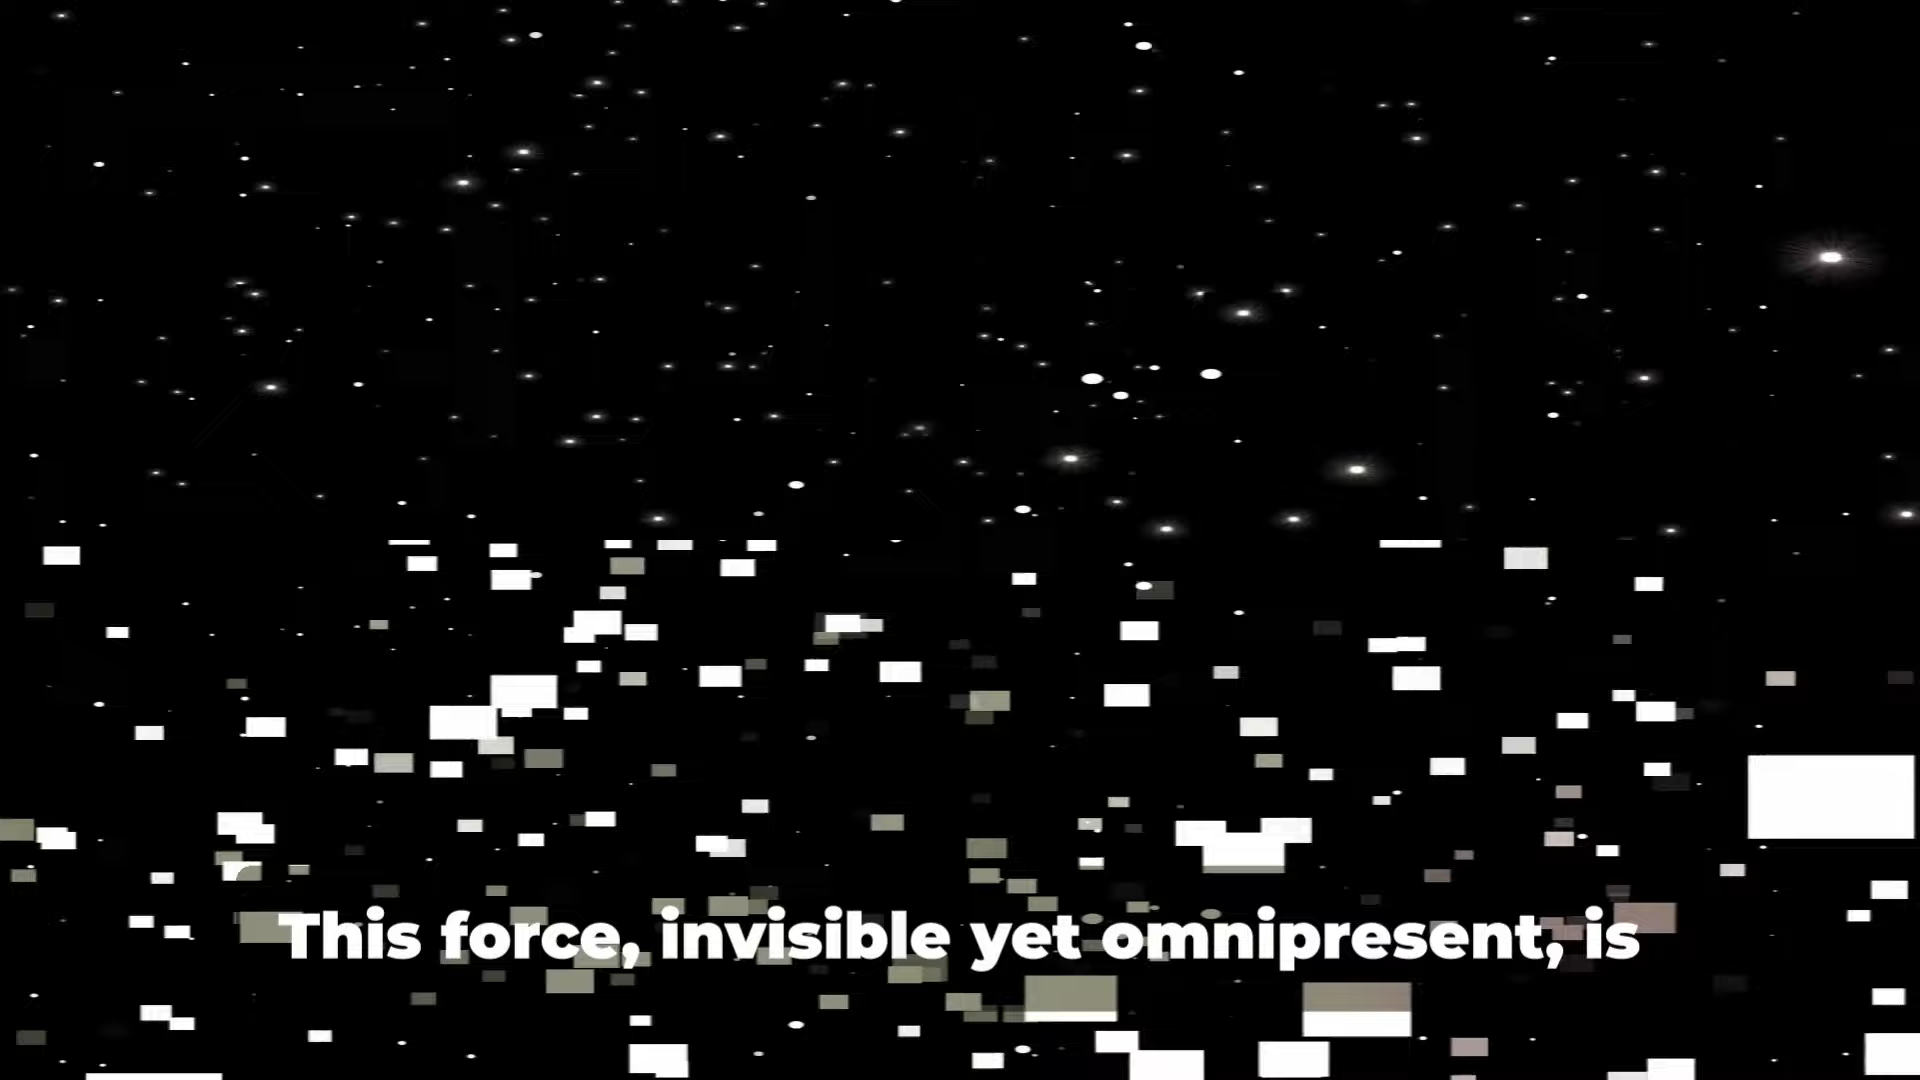 This force, invisible yet omnipresent, is